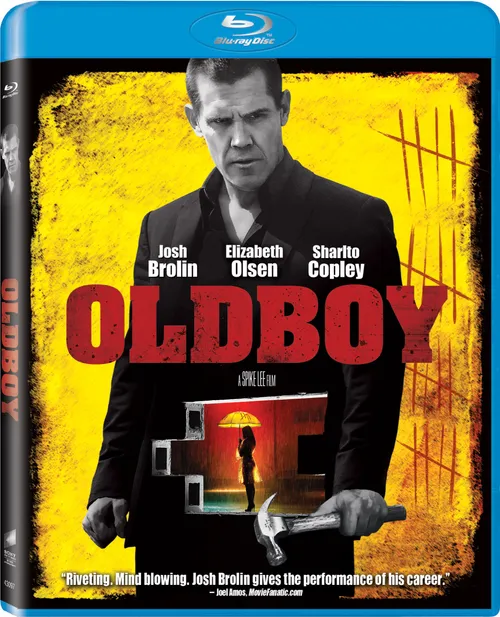 Blu-ray Disc
Josh Brolin
Elizabeth Olsen
Sharlto Copley
OLDBOY
A SPIKE LEE FILM
"Riveting. Mind blowing. Josh Brolin gives the performance of his career."
– Joel Amos, MovieFanatic.com
OLDBOY
SONY